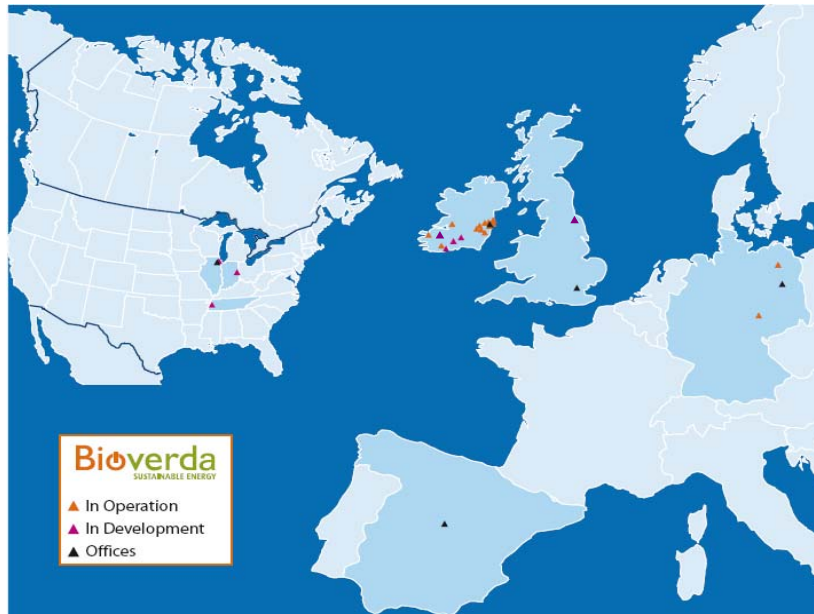 Bioverda
SUSTAINABLE ENERGY
In Operation
In Development
Offices